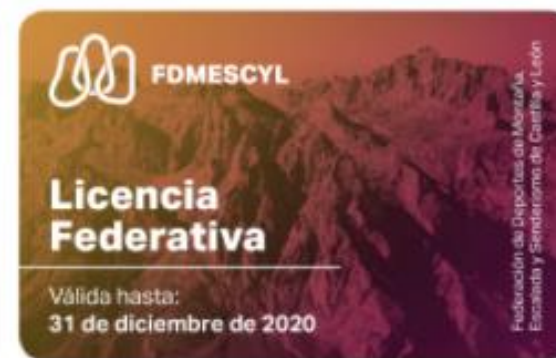 FDMESCYL
Licencia
Federativa
Válida hasta:
31 de diciembre de 2020
Federación de Deportes de Montaña,
Escalada y Senderismo de Castilla y León